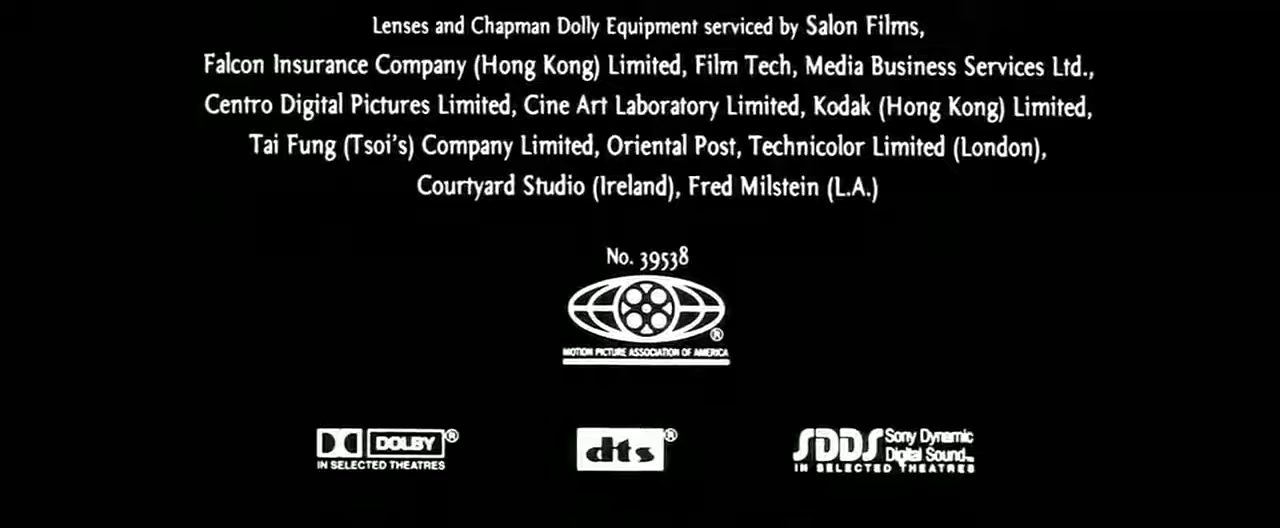 Lenses and Chapman Dolly Equipment serviced by Salon Films,
Falcon Insurance Company (Hong Kong) Limited, Film Tech, Media Business Services Ltd.,
Centro Digital Pictures Limited, Cine Art Laboratory Limited, Kodak (Hong Kong) Limited,
Tai Fung (Tsoi's) Company Limited, Oriental Post, Technicolor Limited (London),
Courtyard Studio (Ireland), Fred Milstein (L.A.)
No. 39538
®
MOTION PICTURE ASSOCIATION OF AMERICA
DOLBY®
IN SELECTED THEATRES
dts®
SDDS Sony Dynamic
Digital Sound™
IN SELECTED THEATRES